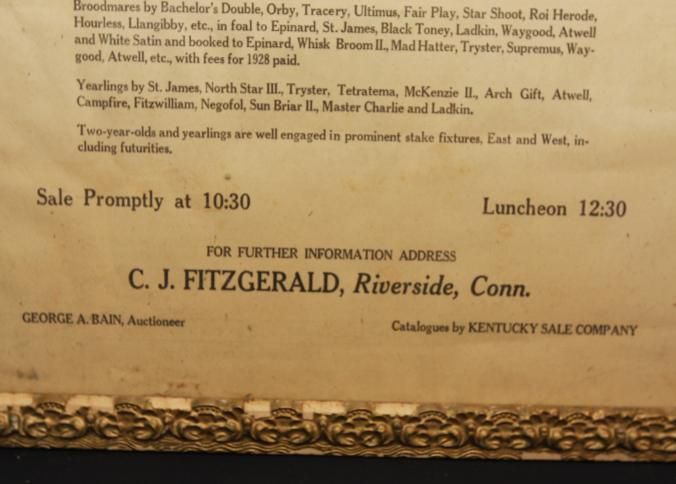 Broodmares by Bachelor's Double, Orby, Tracery, Ultimus, Fair Play, Star Shoot, Roi Herode,
Hourless, Llangibby, etc., in foal to Epinard, St. James, Black Toney, Ladkin, Waygood, Atwell
and White Satin and booked to Epinard, Whisk Broom II., Mad Hatter, Tryster, Supremus, Way-
good, Atwell, etc., with fees for 1928 paid.
Yearlings by St. James, North Star III., Tryster, Tetratema, McKenzie II., Arch Gift, Atwell,
Campfire, Fitzwilliam, Negofol, Sun Briar II., Master Charlie and Ladkin.
Two-year-olds and yearlings are well engaged in prominent stake fixtures, East and West, in-
cluding futurities.
Sale Promptly at 10:30 Luncheon 12:30
FOR FURTHER INFORMATION ADDRESS
C. J. FITZGERALD, Riverside, Conn.
GEORGE A. BAIN, Auctioneer Catalogues by KENTUCKY SALE COMPANY